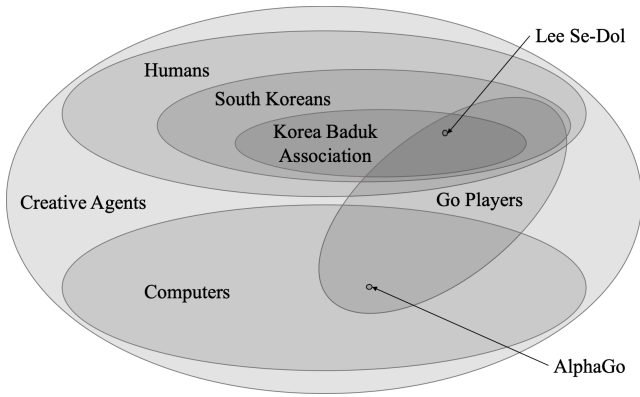 Lee Se-Dol
Humans
South Koreans
Korea Baduk
Association
Creative Agents
Go Players
Computers
AlphaGo